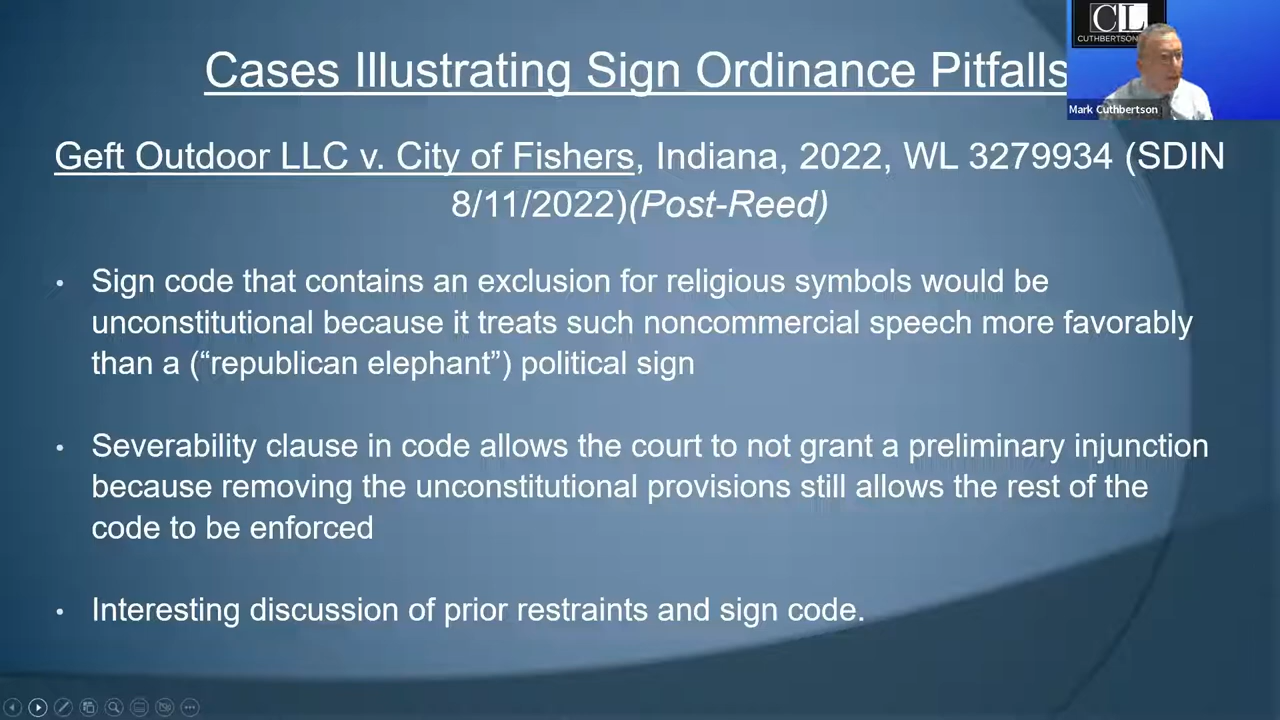 Cases Illustrating Sign Ordinance Pitfalls
CL
CUTHBERTSON
Mark Cuthbertson
Geft Outdoor LLC v. City of Fishers, Indiana, 2022, WL 3279934 (SDIN
8/11/2022)(Post-Reed)
• Sign code that contains an exclusion for religious symbols would be
unconstitutional because it treats such noncommercial speech more favorably
than a (“republican elephant”) political sign
• Severability clause in code allows the court to not grant a preliminary injunction
because removing the unconstitutional provisions still allows the rest of the
code to be enforced
• Interesting discussion of prior restraints and sign code.